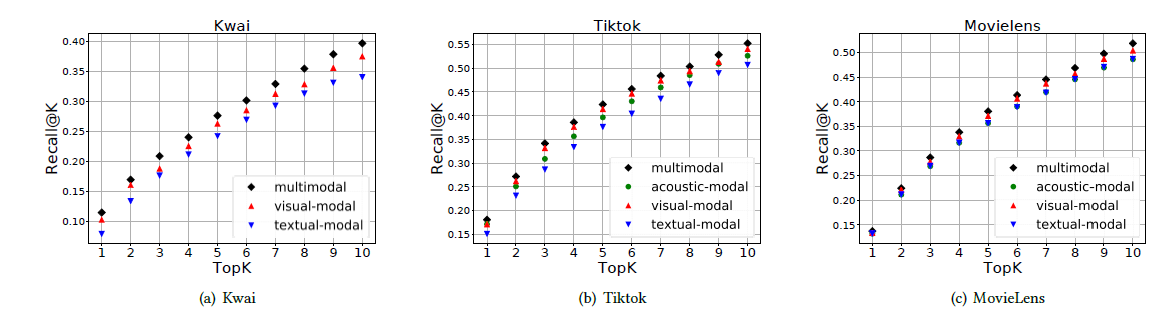 Kwai
0.40
0.35
0.30
0.25
0.20
0.15
0.10
Recall@K
multimodal
visual-modal
textual-modal
1 2 3 4 5 6 7 8 9 10
TopK
(a) Kwai
Tiktok
0.55
0.50
0.45
0.40
0.35
0.30
0.25
0.20
0.15
Recall@K
multimodal
acoustic-modal
visual-modal
textual-modal
1 2 3 4 5 6 7 8 9 10
TopK
(b) Tiktok
Movielens
0.50
0.45
0.40
0.35
0.30
0.25
0.20
0.15
Recall@K
multimodal
acoustic-modal
visual-modal
textual-modal
1 2 3 4 5 6 7 8 9 10
TopK
(c) MovieLens